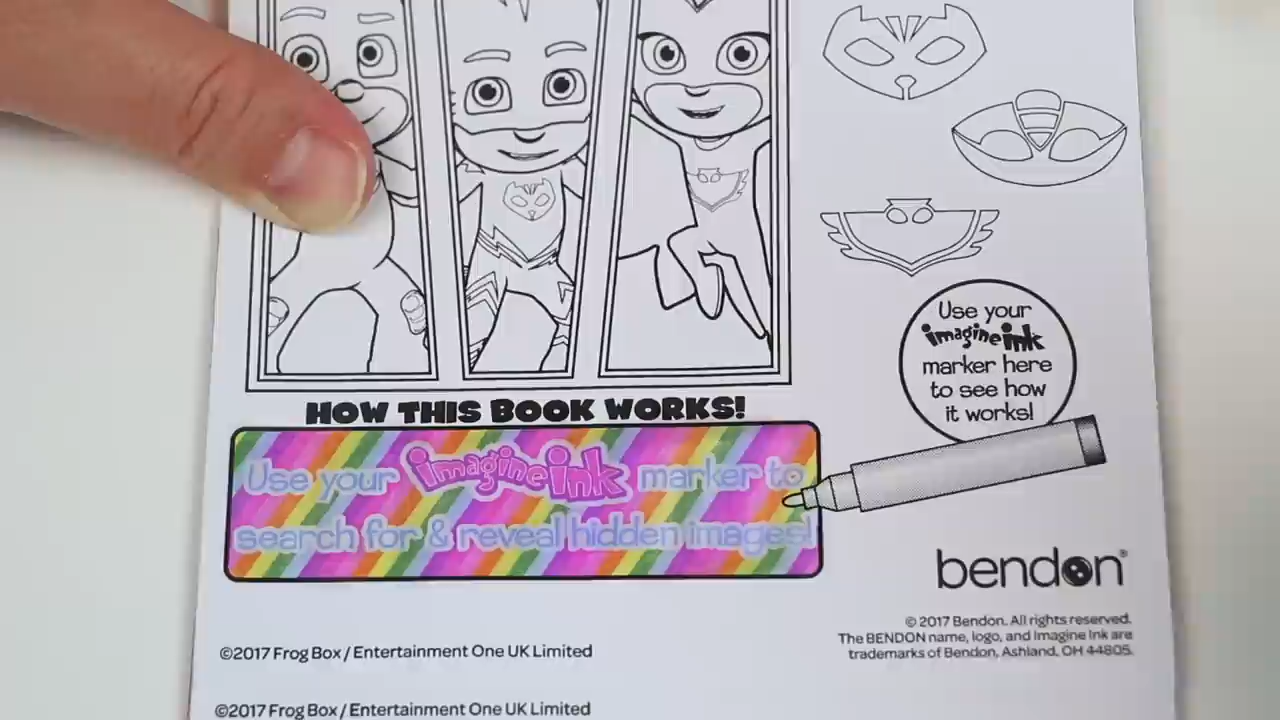 Use your
imagine ink
marker here
to see how
it works!
HOW THIS BOOK WORKS!
Use your imagine ink marker to
search for & reveal hidden images!
bendon®
© 2017 Bendon. All rights reserved.
The BENDON name, logo, and Imagine Ink are
trademarks of Bendon, Ashland, OH 44805.
©2017 Frog Box / Entertainment One UK Limited
©2017 Frog Box / Entertainment One UK Limited